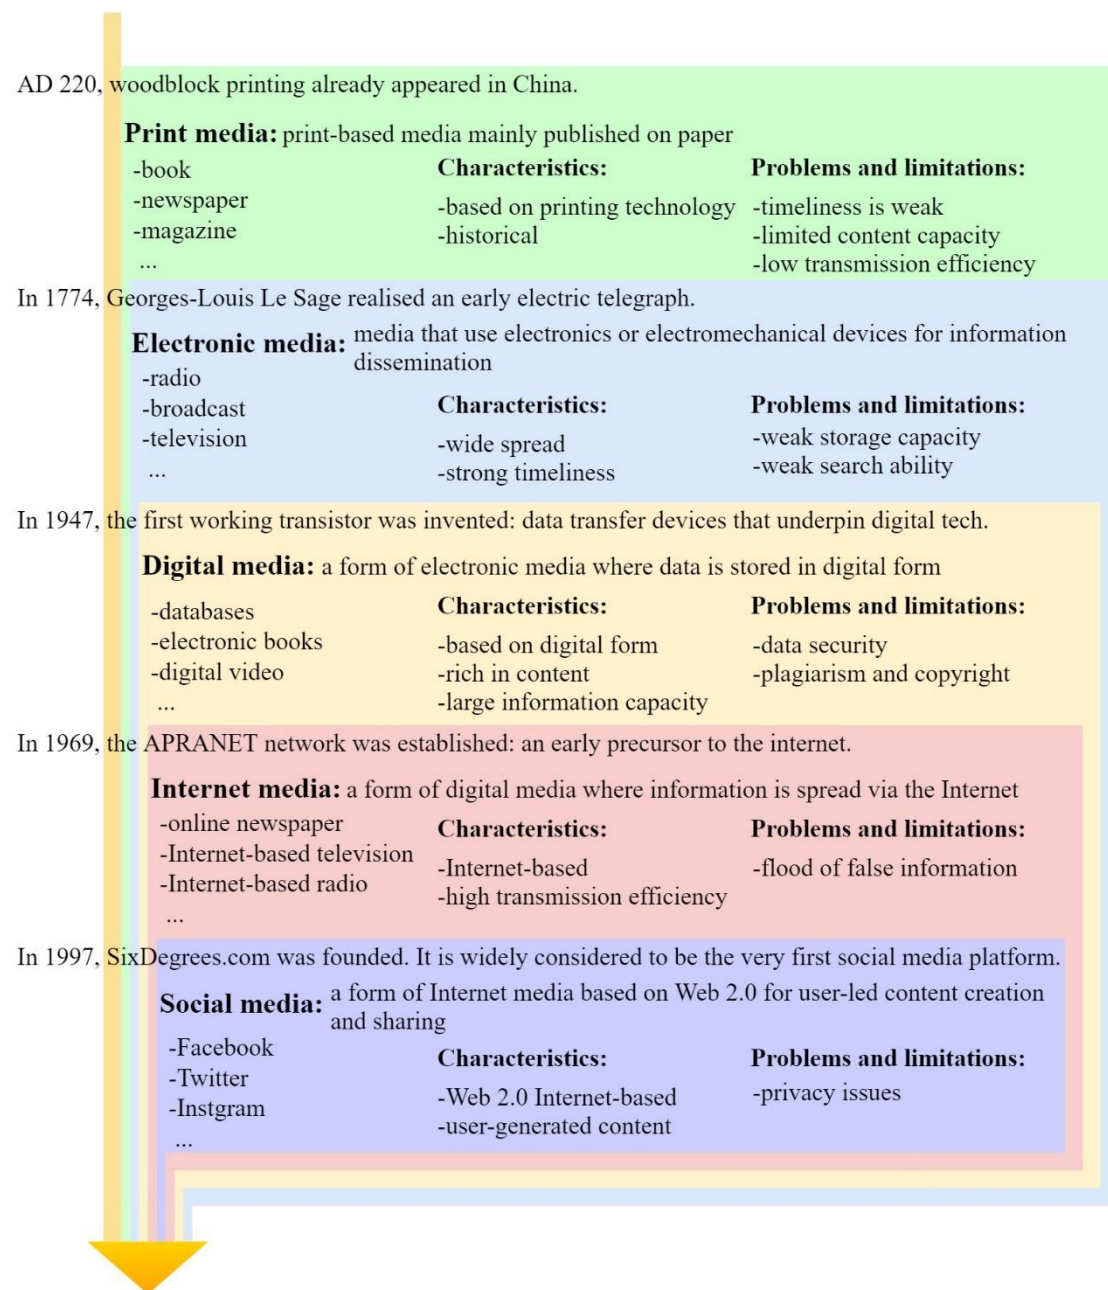 AD 220, woodblock printing already appeared in China.
Print media: print-based media mainly published on paper
-book
-newspaper
-magazine
...
Characteristics:
-based on printing technology
-historical
Problems and limitations:
-timeliness is weak
-limited content capacity
-low transmission efficiency
In 1774, Georges-Louis Le Sage realised an early electric telegraph.
Electronic media: media that use electronics or electromechanical devices for information
dissemination
-radio
-broadcast
-television
...
Characteristics:
-wide spread
-strong timeliness
Problems and limitations:
-weak storage capacity
-weak search ability
In 1947, the first working transistor was invented: data transfer devices that underpin digital tech.
Digital media: a form of electronic media where data is stored in digital form
-databases
-electronic books
-digital video
...
Characteristics:
-based on digital form
-rich in content
-large information capacity
Problems and limitations:
-data security
-plagiarism and copyright
In 1969, the APRANET network was established: an early precursor to the internet.
Internet media: a form of digital media where information is spread via the Internet
-online newspaper
-Internet-based television
-Internet-based radio
...
Characteristics:
-Internet-based
-high transmission efficiency
Problems and limitations:
-flood of false information
In 1997, SixDegrees.com was founded. It is widely considered to be the very first social media platform.
Social media: a form of Internet media based on Web 2.0 for user-led content creation
and sharing
-Facebook
-Twitter
-Instgram
...
Characteristics:
-Web 2.0 Internet-based
-user-generated content
Problems and limitations:
-privacy issues